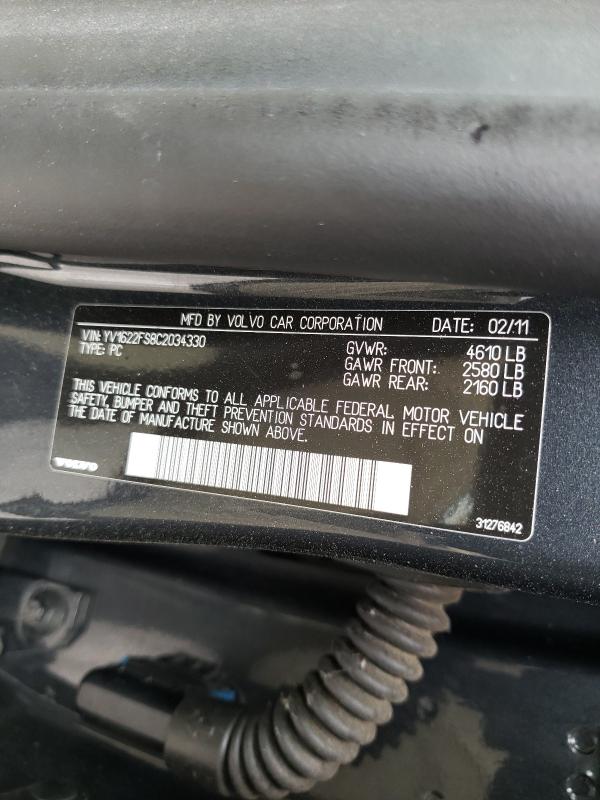 MFD BY VOLVO CAR CORPORATION DATE: 02/11
VIN: YV1622FS8C2034330
TYPE: PC
GVWR: 4610 LB
GAWR FRONT: 2580 LB
GAWR REAR: 2160 LB
THIS VEHICLE CONFORMS TO ALL APPLICABLE FEDERAL MOTOR VEHICLE
SAFETY, BUMPER AND THEFT PREVENTION STANDARDS IN EFFECT ON
THE DATE OF MANUFACTURE SHOWN ABOVE.
VOLVO
31276842